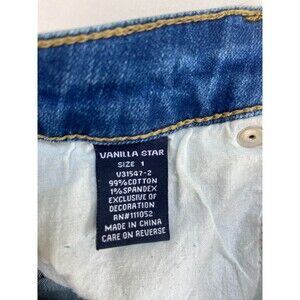 VANILLA STAR
SIZE 1
V31547-2
99% COTTON
1% SPANDEX
EXCLUSIVE OF
DECORATION
RN#111052
MADE IN CHINA
CARE ON REVERSE